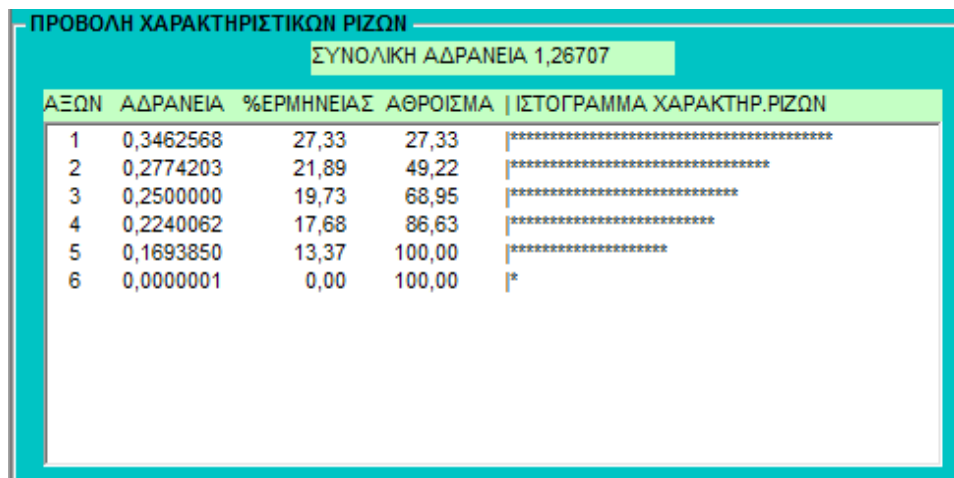 ΠΡΟΒΟΛΗ ΧΑΡΑΚΤΗΡΙΣΤΙΚΩΝ ΡΙΖΩΝ
ΣΥΝΟΛΙΚΗ ΑΔΡΑΝΕΙΑ 1,26707
ΑΞΩΝ ΑΔΡΑΝΕΙΑ %ΕΡΜΗΝΕΙΑΣ ΑΘΡΟΙΣΜΑ | ΙΣΤΟΓΡΑΜΜΑ ΧΑΡΑΚΤΗΡ.ΡΙΖΩΝ
1 0,3462568 27,33 27,33 |*****************************************
2 0,2774203 21,89 49,22 |*********************************
3 0,2500000 19,73 68,95 |*****************************
4 0,2240062 17,68 86,63 |**************************
5 0,1693850 13,37 100,00 |********************
6 0,0000001 0,00 100,00 |*